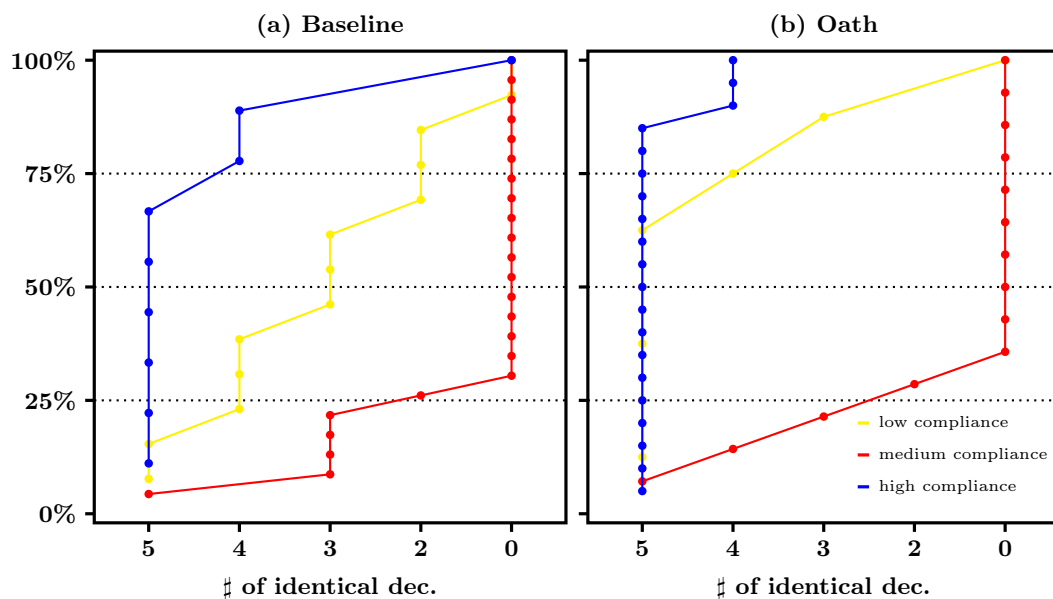 (a) Baseline
(b) Oath
100%
75%
50%
25%
0%
5 4 3 2 0
5 4 3 2 0
♯ of identical dec.
♯ of identical dec.
low compliance
medium compliance
high compliance